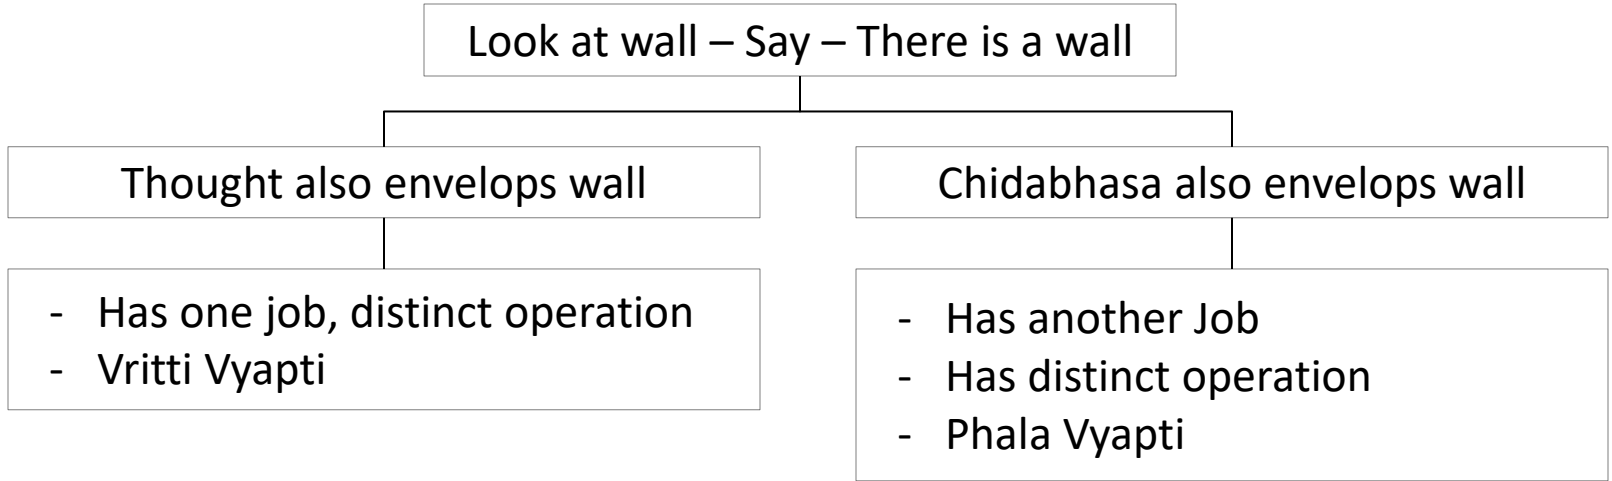 Look at wall – Say – There is a wall
Thought also envelops wall
- Has one job, distinct operation
- Vritti Vyapti
Chidabhasa also envelops wall
- Has another Job
- Has distinct operation
- Phala Vyapti